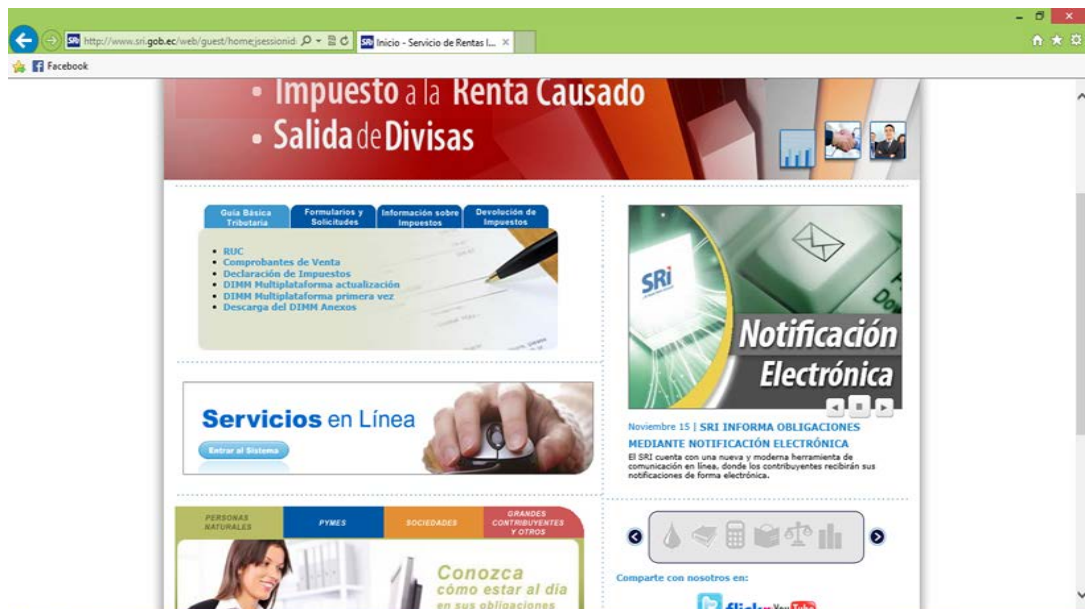 http://www.sri.gob.ec/web/guest/home;jsessionid
Inicio - Servicio de Rentas I...
Facebook
• Impuesto a la Renta Causado
• Salida de Divisas
Guía Básica Tributaria
Formularios y Solicitudes
Información sobre Impuestos
Devolución de Impuestos
RUC
Comprobantes de Venta
Declaración de Impuestos
DIMM Multiplataforma actualización
DIMM Multiplataforma primera vez
Descarga del DIMM Anexos
Servicios en Línea
Entrar al Sistema
PERSONAS NATURALES
PYMES
SOCIEDADES
GRANDES CONTRIBUYENTES Y OTROS
Conozca
cómo estar al día
en sus obligaciones
SRi
Notificación
Electrónica
Noviembre 15 | SRI INFORMA OBLIGACIONES
MEDIANTE NOTIFICACIÓN ELECTRÓNICA
El SRI cuenta con una nueva y moderna herramienta de
comunicación en línea, donde los contribuyentes recibirán sus
notificaciones de forma electrónica.
Comparte con nosotros en:
flickr YouTube